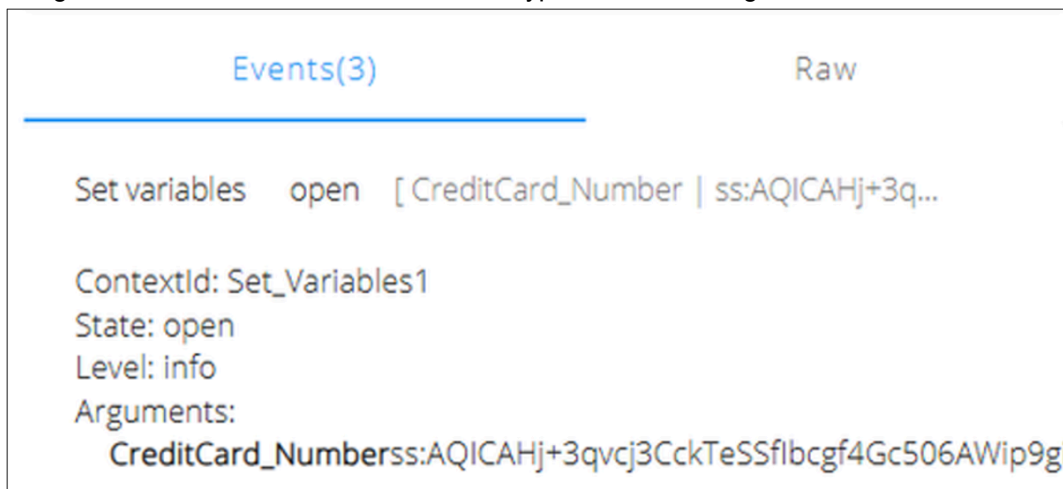 Events(3) Raw
Set variables open [ CreditCard_Number | ss:AQICAHj+3q...
ContextId: Set_Variables1
State: open
Level: info
Arguments:
CreditCard_Numberss:AQICAHj+3qvcj3CckTeSSfIbcgf4Gc506AWip9g